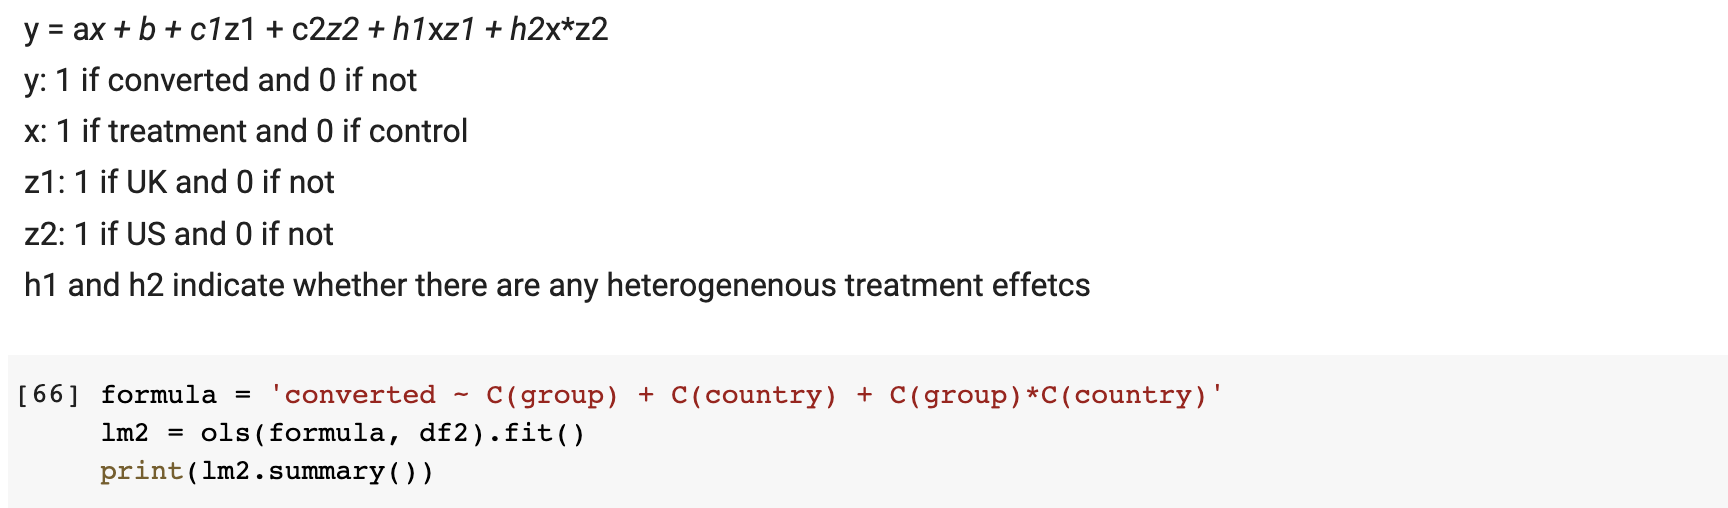 y = ax + b + c1z1 + c2z2 + h1xz1 + h2x*z2
y: 1 if converted and 0 if not
x: 1 if treatment and 0 if control
z1: 1 if UK and 0 if not
z2: 1 if US and 0 if not
h1 and h2 indicate whether there are any heterogenenous treatment effetcs
[66] formula = 'converted ~ C(group) + C(country) + C(group)*C(country)'
lm2 = ols(formula, df2).fit()
print(lm2.summary())